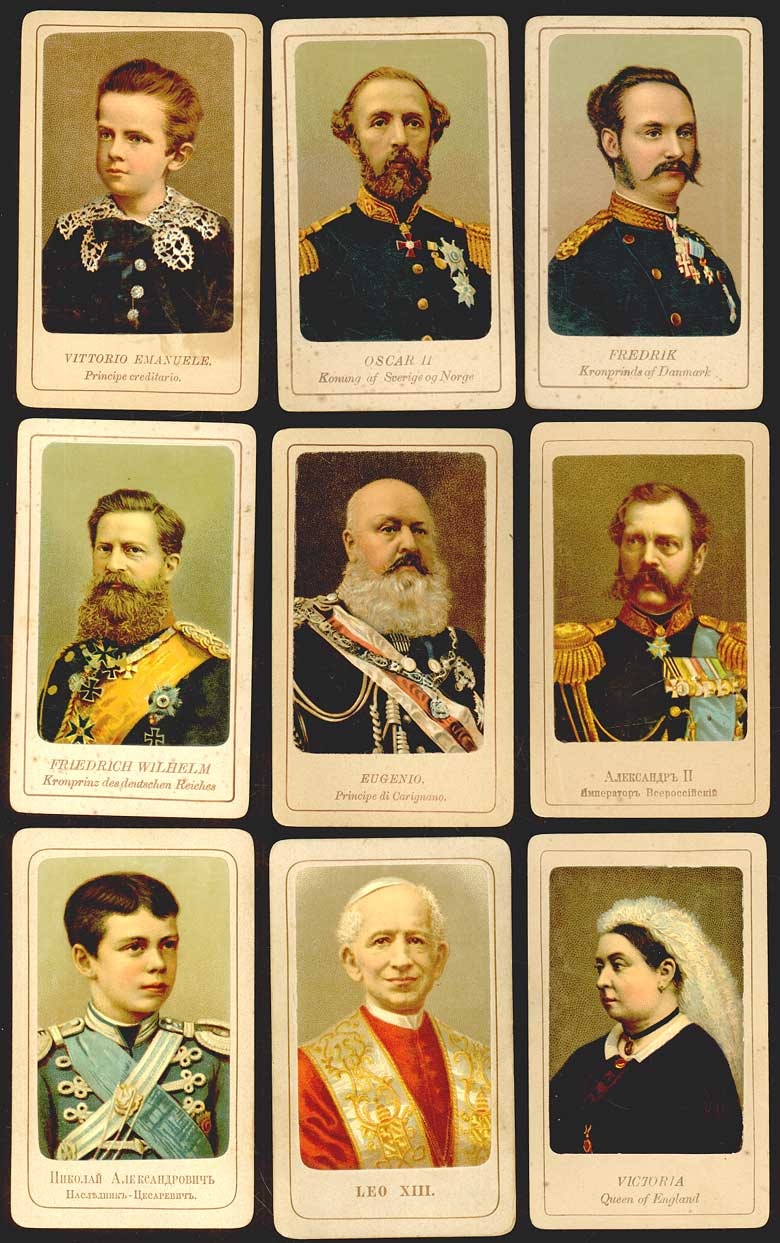 VITTORIO EMANUELE.
Principe creditario.
OSCAR II
Konung af Sverige og Norge
FREDRIK
Kronprinds af Danmark
FRIEDRICH WILHELM
Kronprinz des deutschen Reiches
EUGENIO.
Principe di Carignano.
Александръ II
Императоръ Всероссійскій
Николай Александровичъ
Наслѣдникъ-Цесаревичъ.
LEO XIII.
VICTORIA
Queen of England